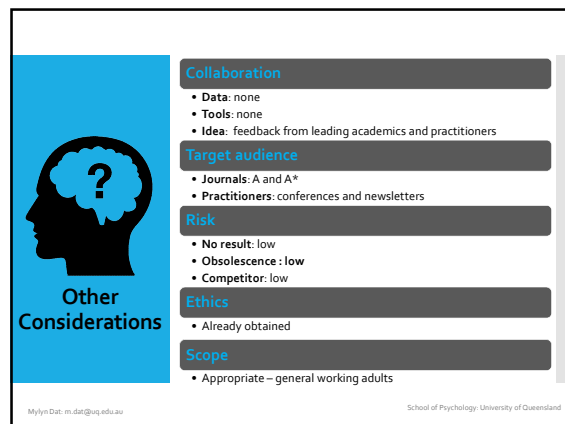 Collaboration
• Data: none
• Tools: none
• Idea:  feedback from leading academics and practitioners
Target audience
• Journals: A and A*
• Practitioners: conferences and newsletters
Risk
• No result: low
• Obsolescence : low
• Competitor: low
Ethics
• Already obtained
Scope
• Appropriate – general working adults
?
Other
Considerations
Mylyn Dat: m.dat@uq.edu.au
School of Psychology: University of Queensland